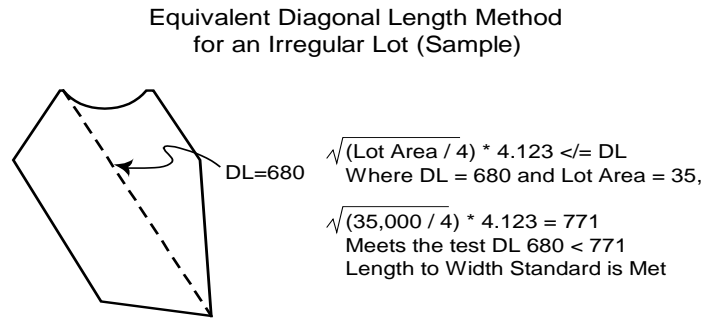 Equivalent Diagonal Length Method
for an Irregular Lot (Sample)
√(Lot Area / 4) * 4.123 </= DL
DL=680
Where DL = 680 and Lot Area = 35,
√(35,000 / 4) * 4.123 = 771
Meets the test DL 680 < 771
Length to Width Standard is Met